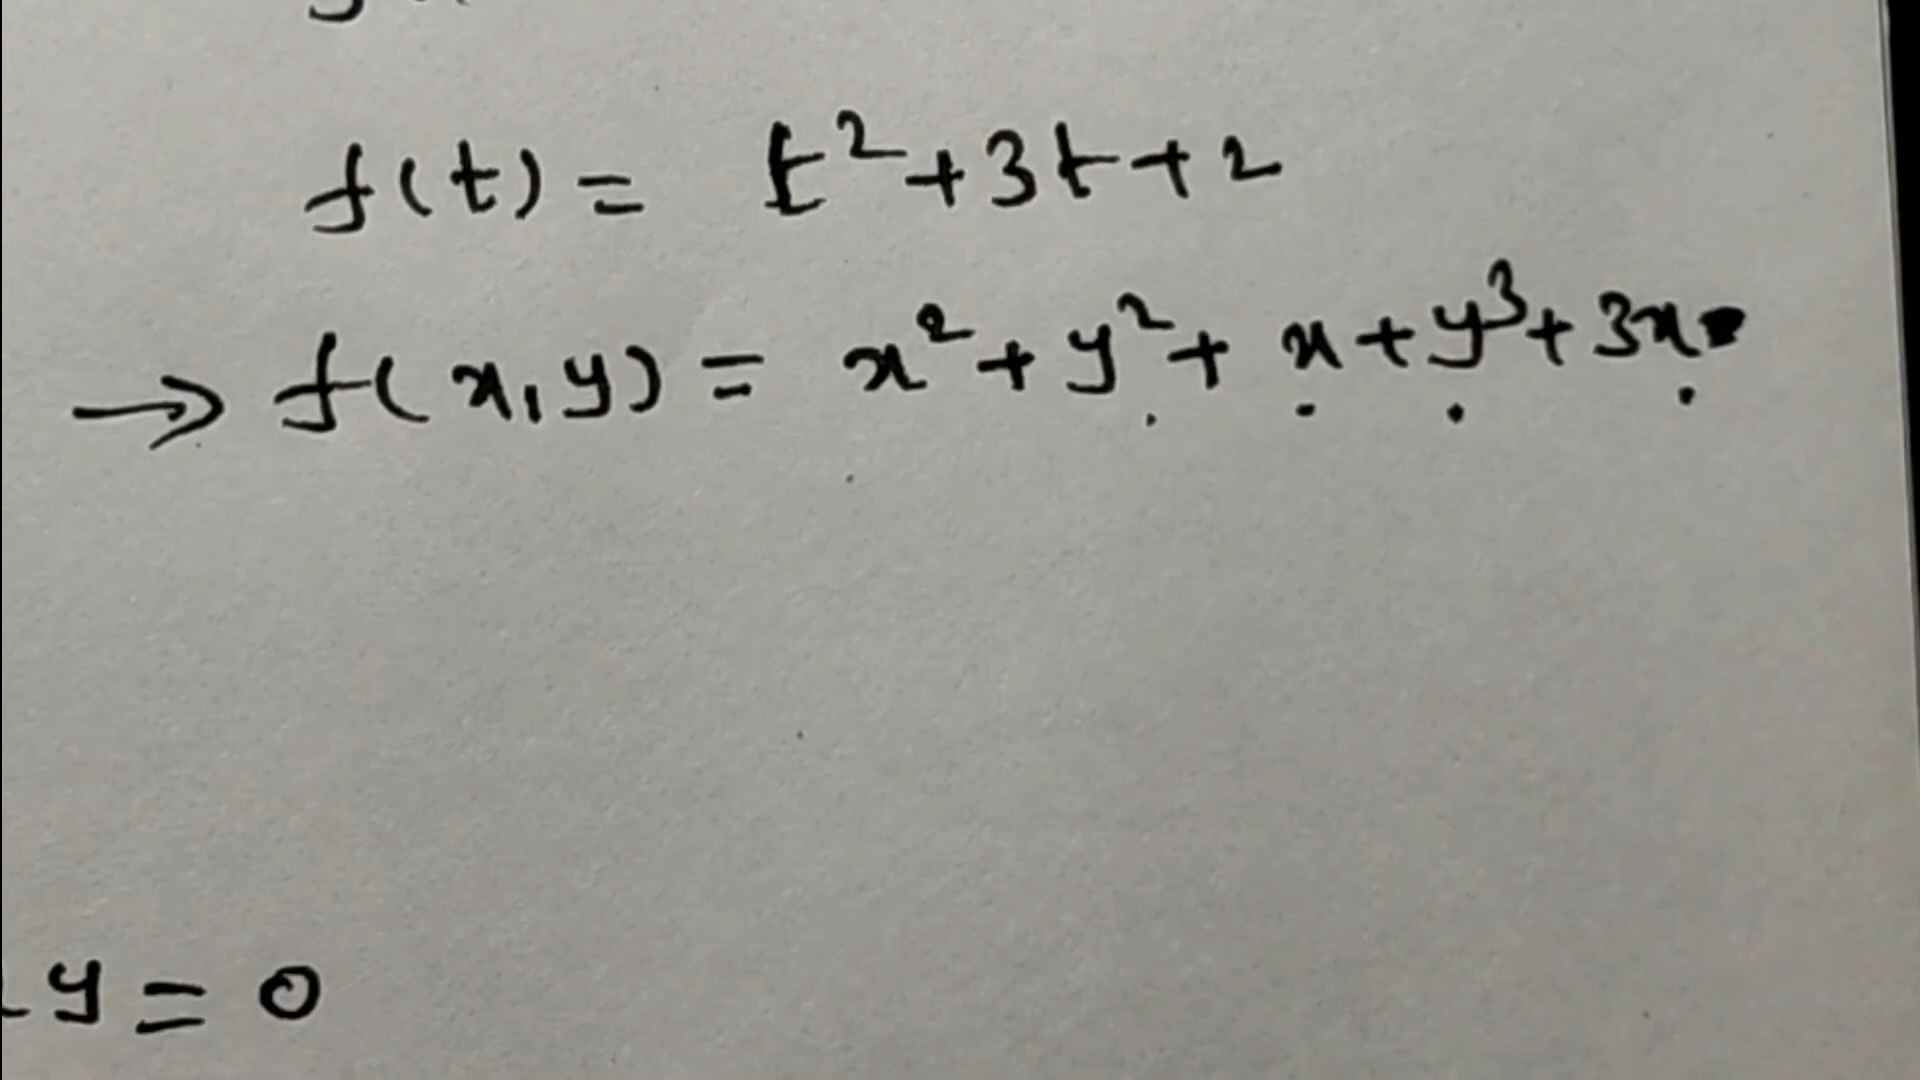 f(t) = t²+3t+2
→ f(x,y) = x²+y²+x+y³+3x
y = 0